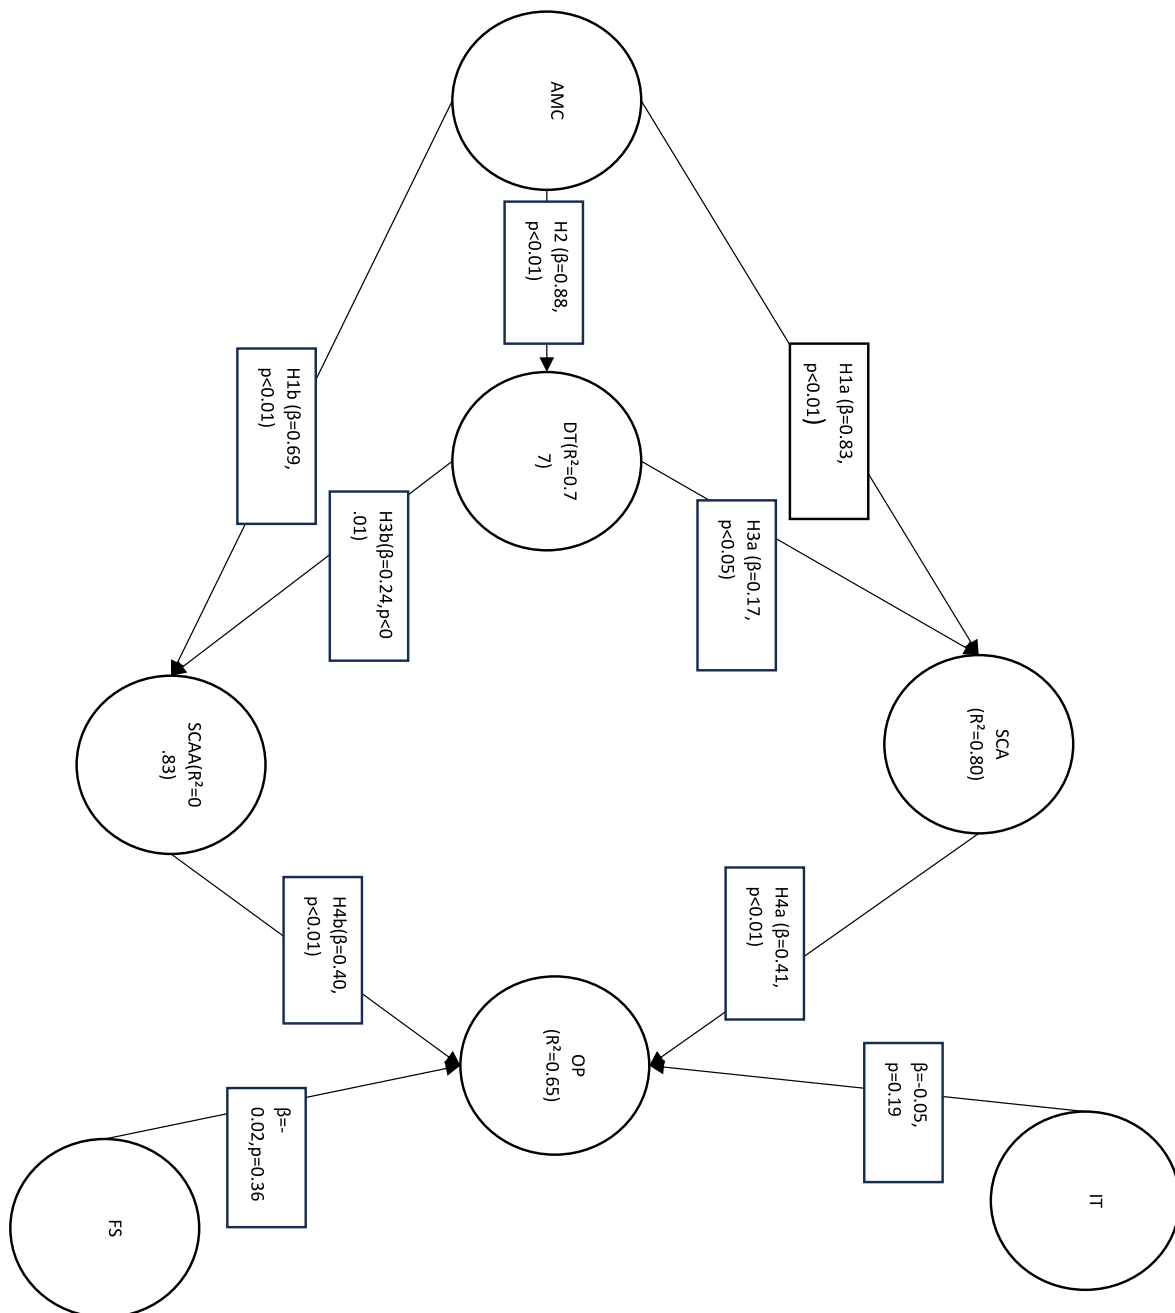 AMC
H2 (β=0.88,
p<0.01)
H1a (β=0.83,
p<0.01)
H1b (β=0.69,
p<0.01)
DT(R²=0.7
7)
H3a (β=0.17,
p<0.05)
H3b(β=0.24,p<0
.01)
SCA
(R²=0.80)
SCAA(R²=0
.83)
H4a (β=0.41,
p<0.01)
H4b(β=0.40,
p<0.01)
OP
(R²=0.65)
β=-0.05,
p=0.19
β=-
0.02,p=0.36
IT
FS